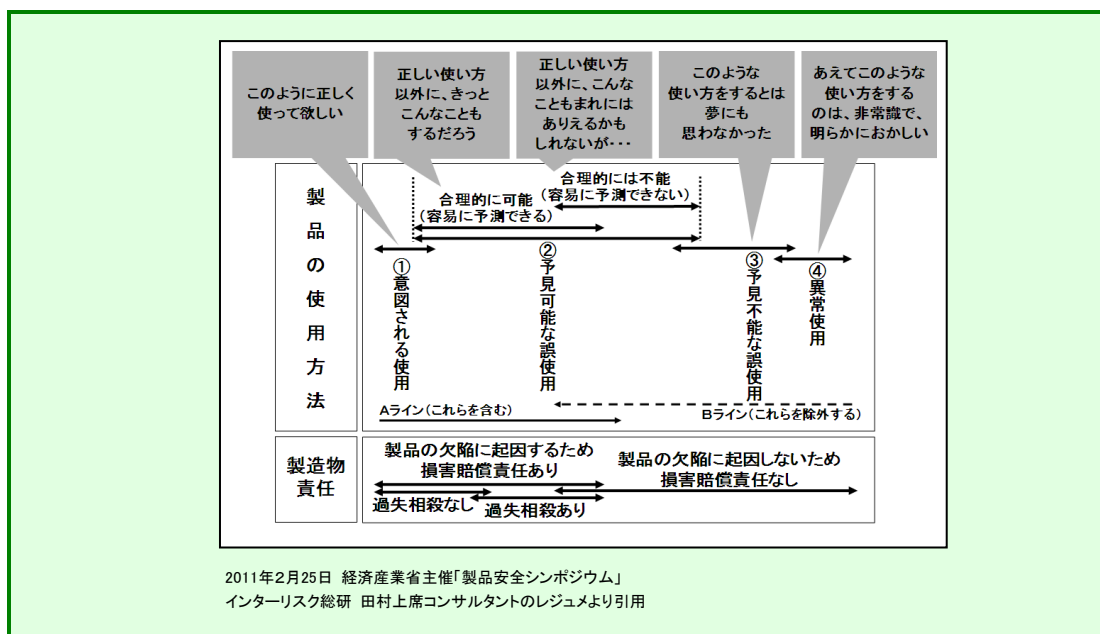 このように正しく
使って欲しい
正しい使い方
以外に、きっと
こんなことも
するだろう
正しい使い方
以外に、こんな
こともまれには
ありえるかも
しれないが・・・
このような
使い方をするとは
夢にも
思わなかった
あえてこのような
使い方をする
のは、非常識で、
明らかにおかしい
製品の使用方法
合理的に可能
(容易に予測できる)
合理的には不能
(容易に予測できない)
①意図される使用
②予見可能な誤使用
③予見不能な誤使用
④異常使用
Aライン(これらを含む)
Bライン(これらを除外する)
製造物
責任
製品の欠陥に起因するため
損害賠償責任あり
製品の欠陥に起因しないため
損害賠償責任なし
過失相殺なし
過失相殺あり
2011年2月25日 経済産業省主催「製品安全シンポジウム」
インターリスク総研 田村上席コンサルタントのレジュメより引用